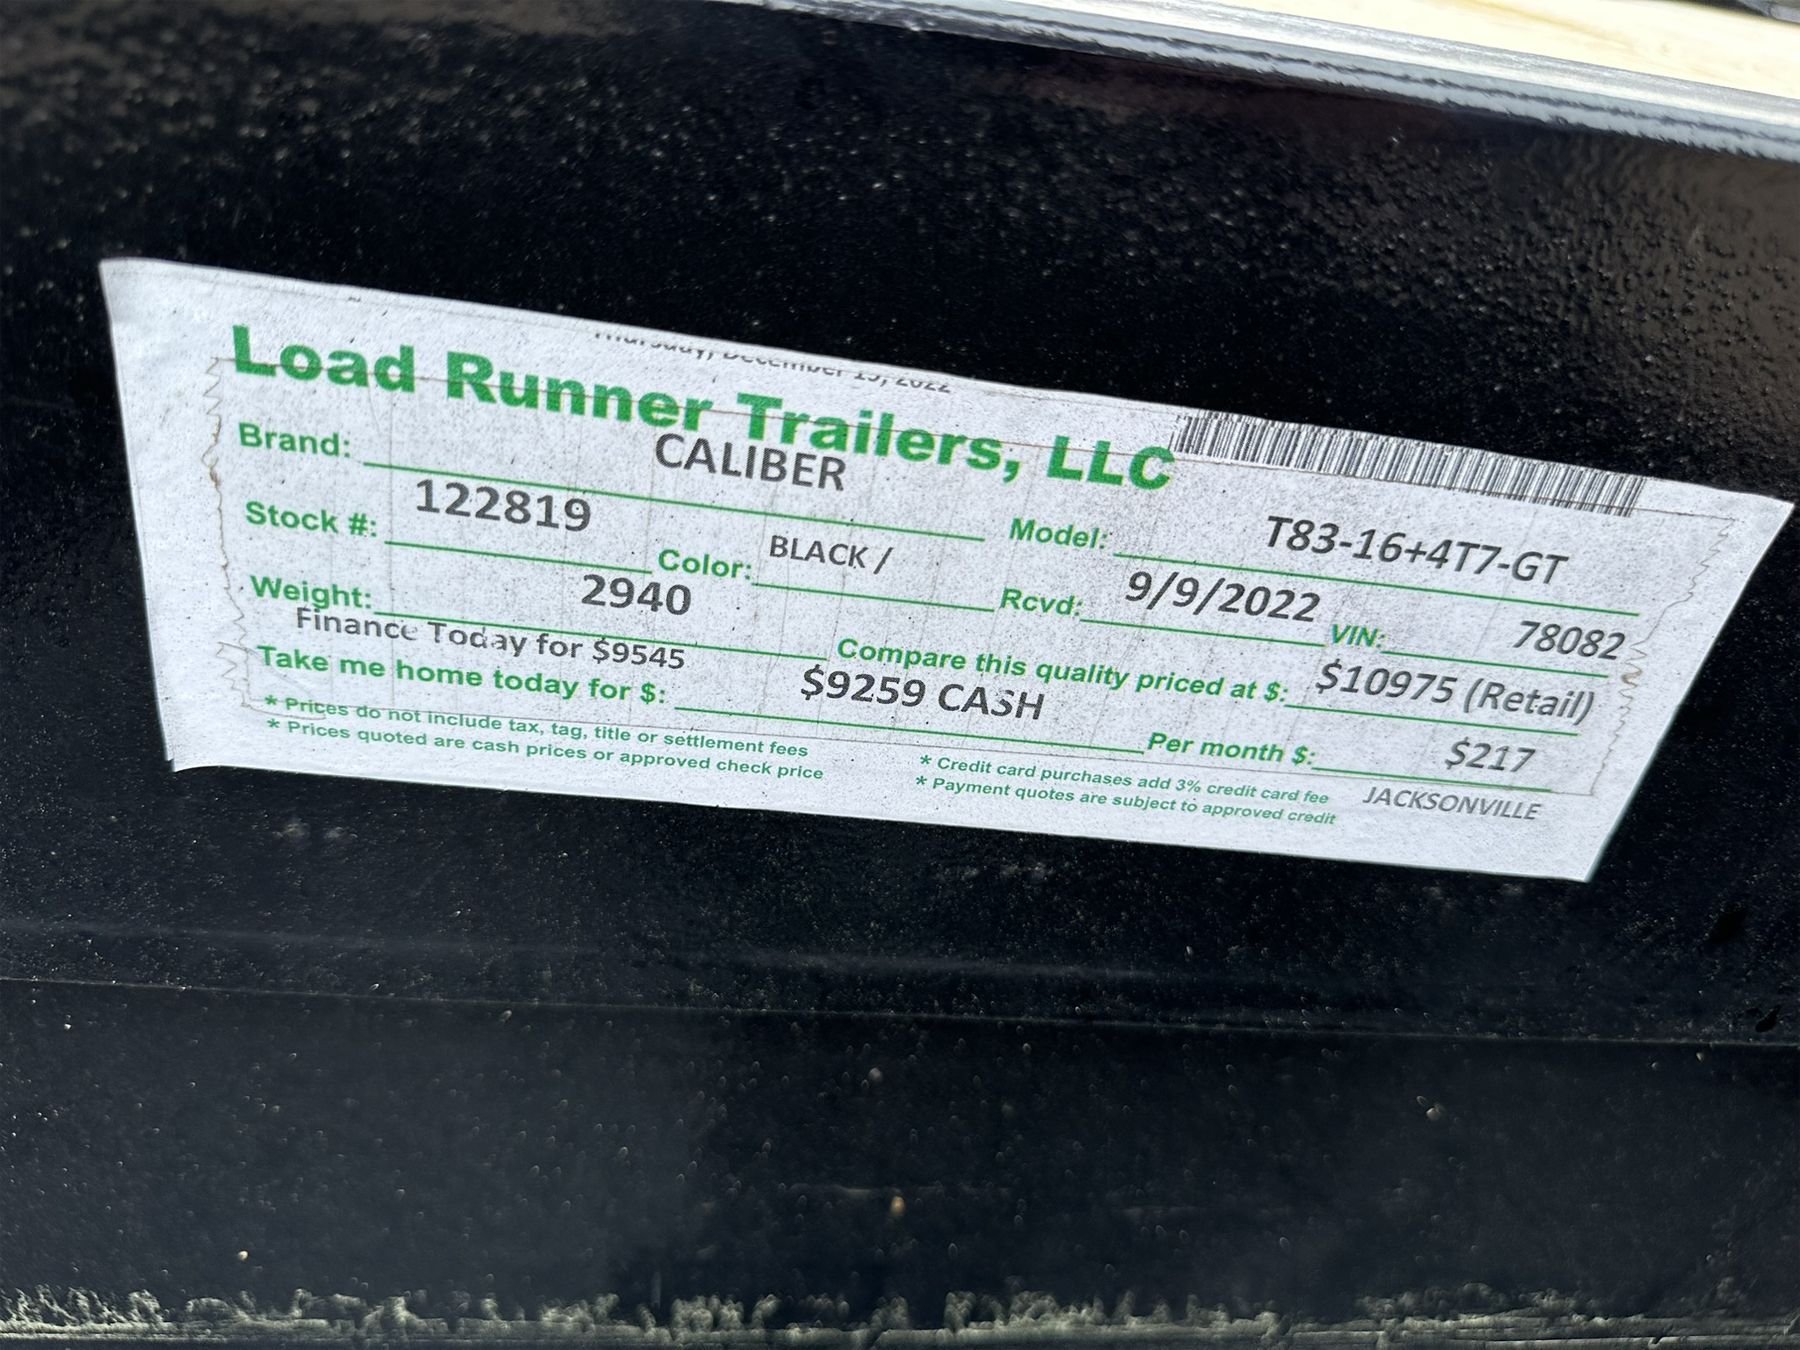 Thursday, December 15, 2022
Load Runner Trailers, LLC
Brand: CALIBER Model: T83-16+4T7-GT
Stock #: 122819 Color: BLACK / Rcvd: 9/9/2022 VIN: 78082
Weight: 2940 Compare this quality priced at $: $10975 (Retail)
Finance Today for $9545
Take me home today for $: $9259 CASH Per month $: $217
* Prices do not include tax, tag, title or settlement fees
* Prices quoted are cash prices or approved check price
* Credit card purchases add 3% credit card fee
* Payment quotes are subject to approved credit
JACKSONVILLE